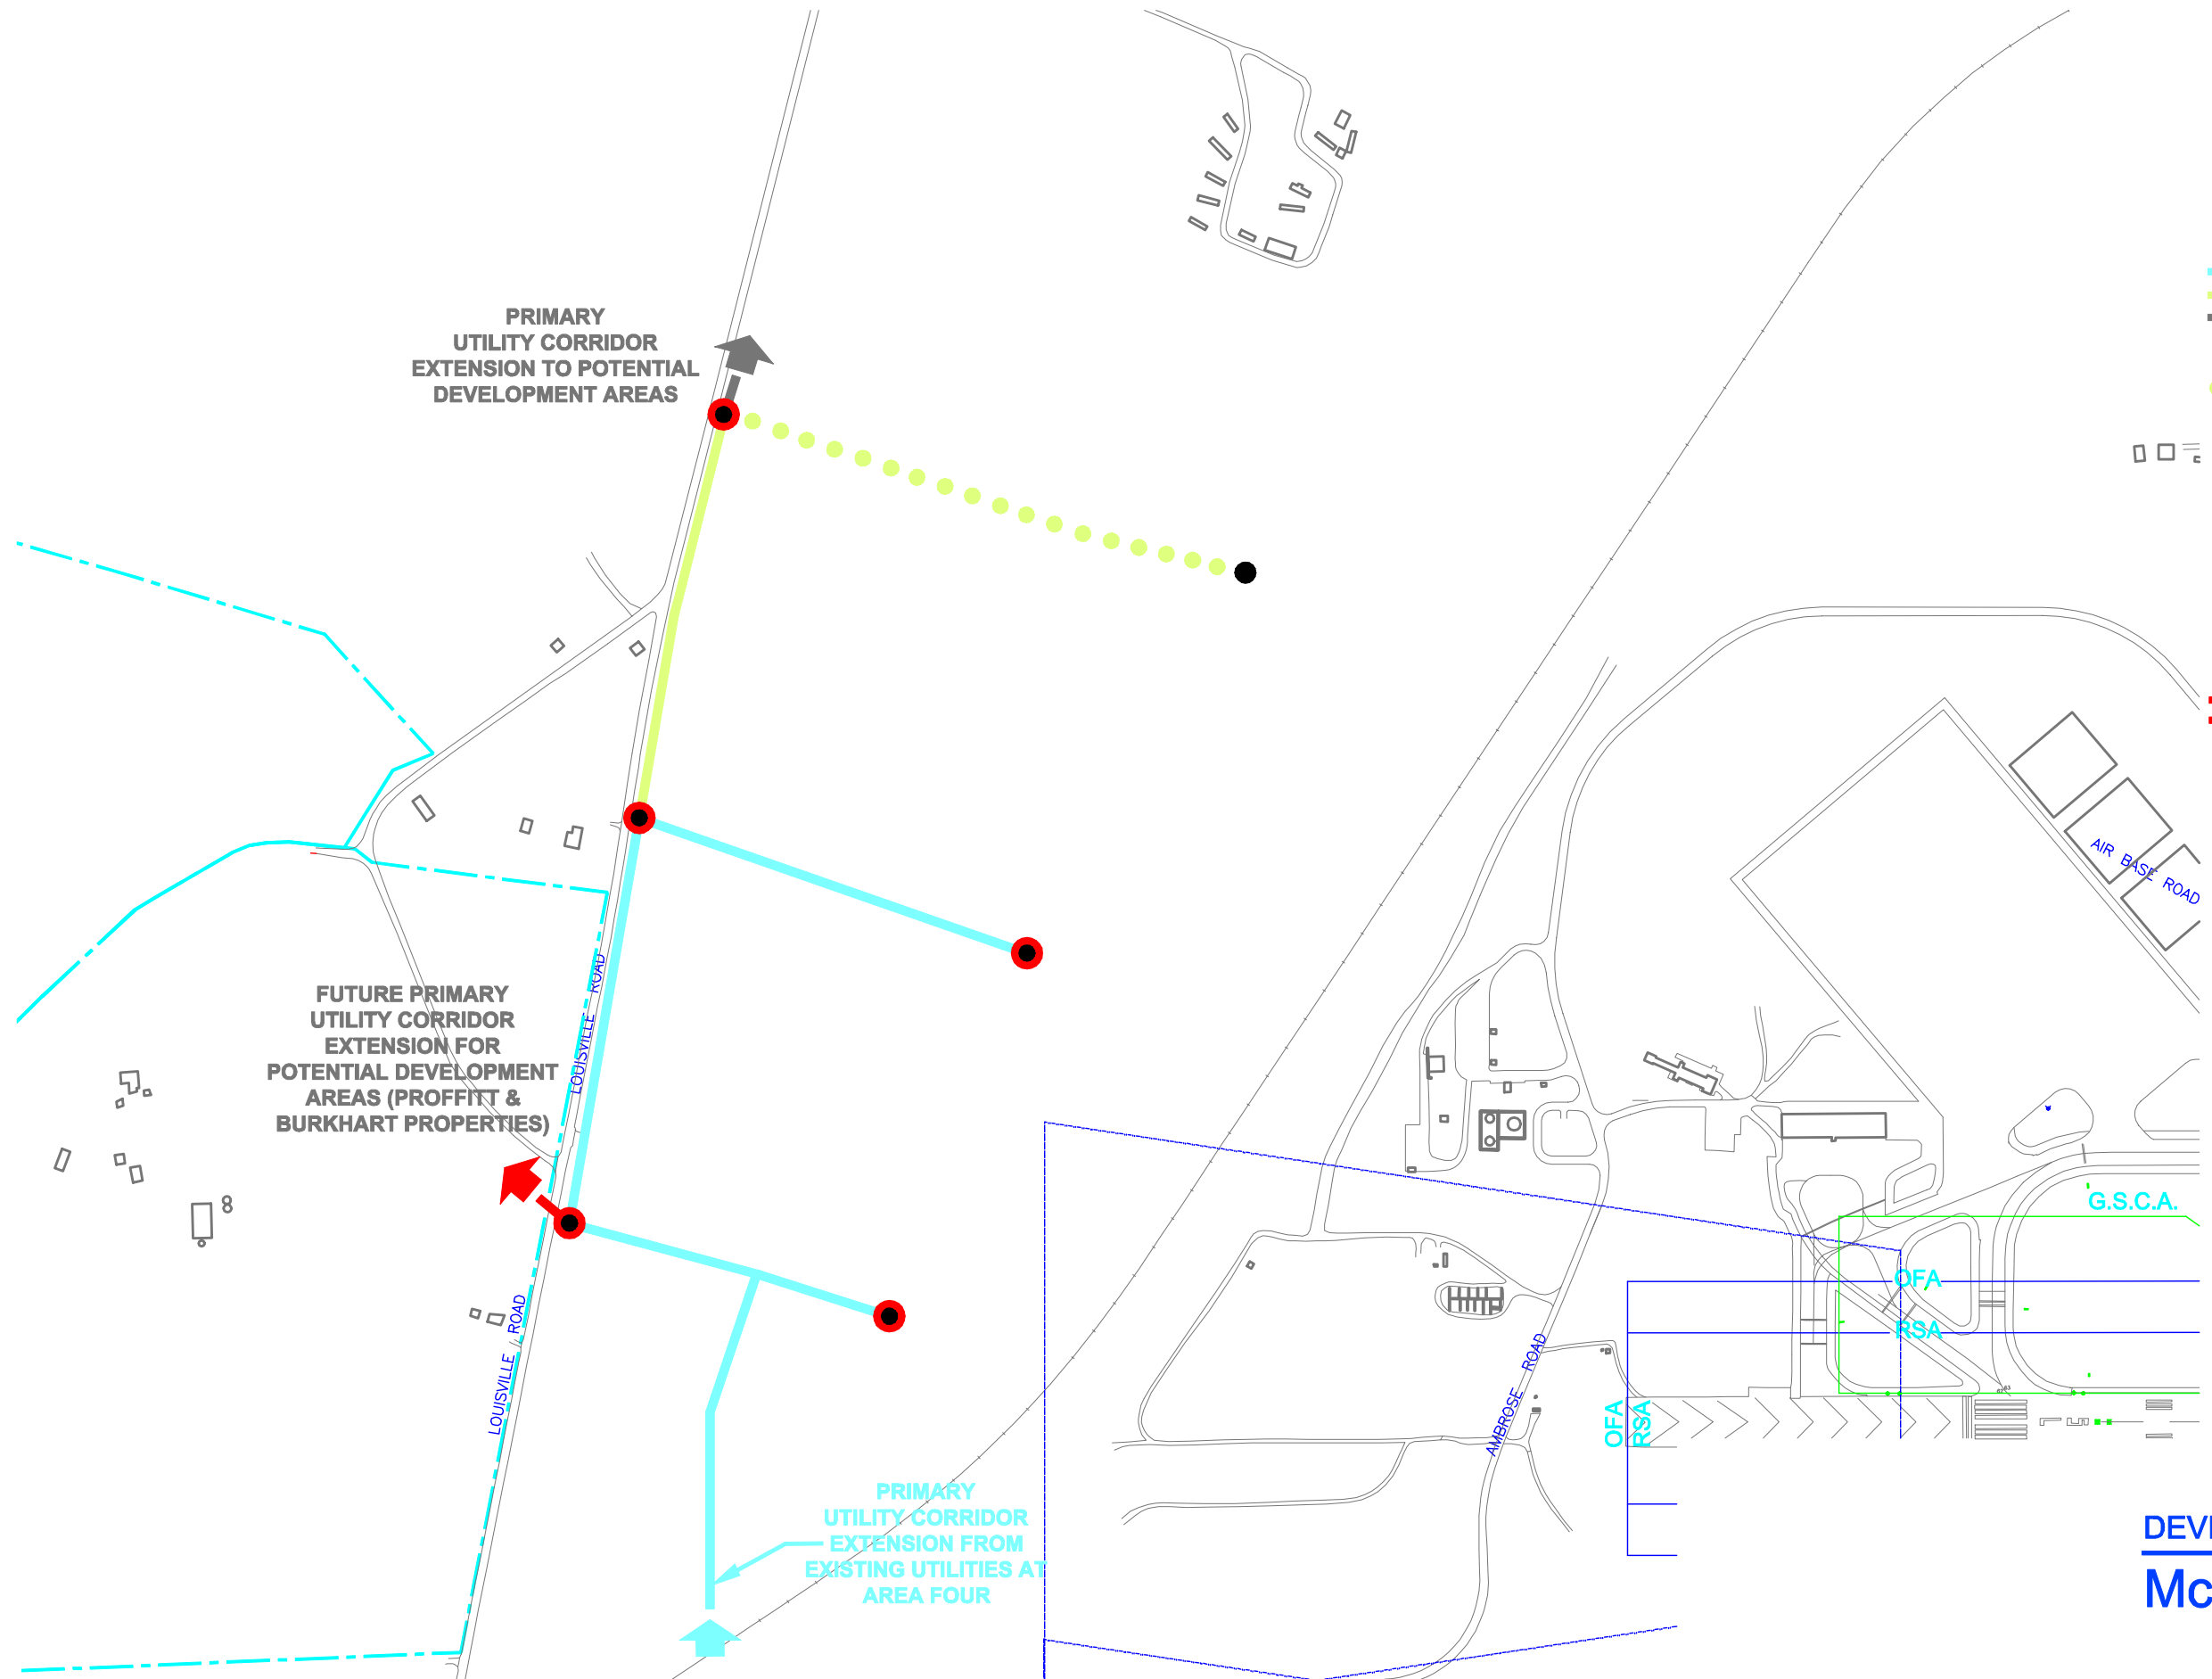 PRIMARY
UTILITY CORRIDOR
EXTENSION TO POTENTIAL
DEVELOPMENT AREAS
AIR BASE ROAD
FUTURE PRIMARY
UTILITY CORRIDOR
EXTENSION FOR
POTENTIAL DEVELOPMENT
AREAS (PROFFITT &
BURKHART PROPERTIES)
LOUISVILLE ROAD
G.S.C.A.
OFA
RSA
LOUISVILLE ROAD
AMBROSE ROAD
OFA
RSA
PRIMARY
UTILITY CORRIDOR
EXTENSION FROM
EXISTING UTILITIES AT
AREA FOUR
DEV
Mc